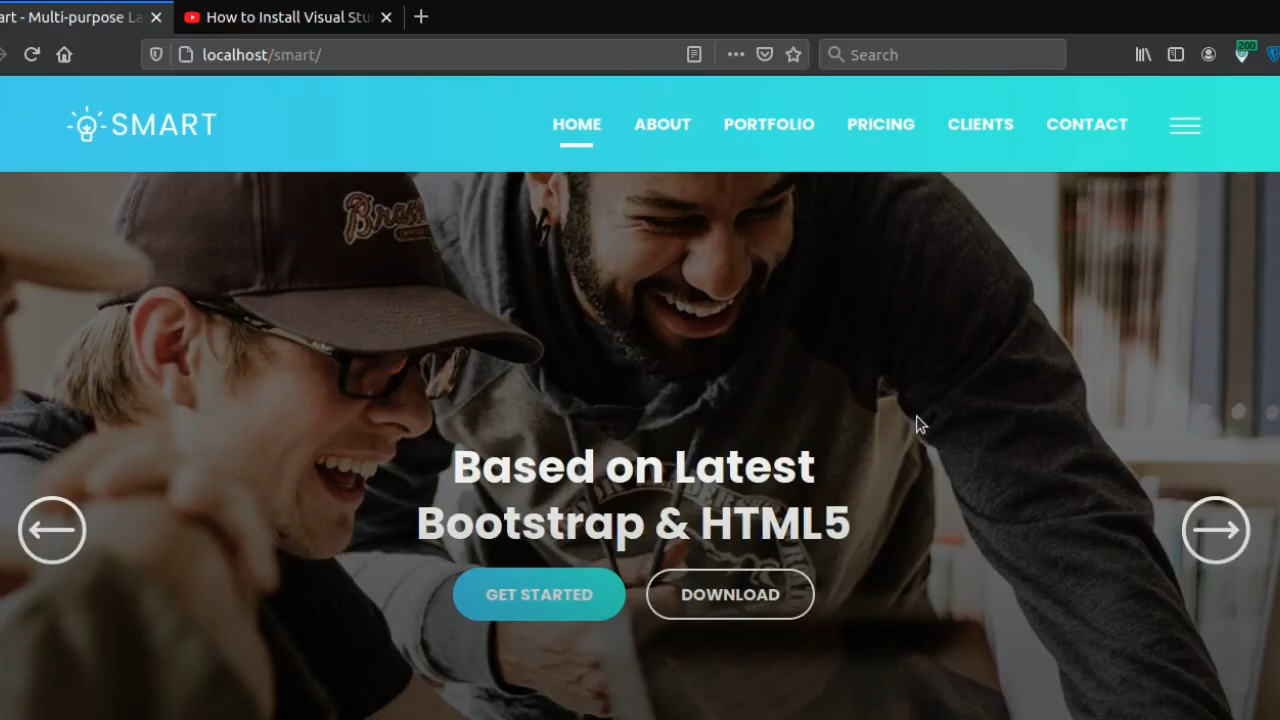 art - Multi-purpose La
How to Install Visual Stu
localhost/smart/
Search
200
SMART
HOME ABOUT PORTFOLIO PRICING CLIENTS CONTACT
Based on Latest
Bootstrap & HTML5
GET STARTED DOWNLOAD